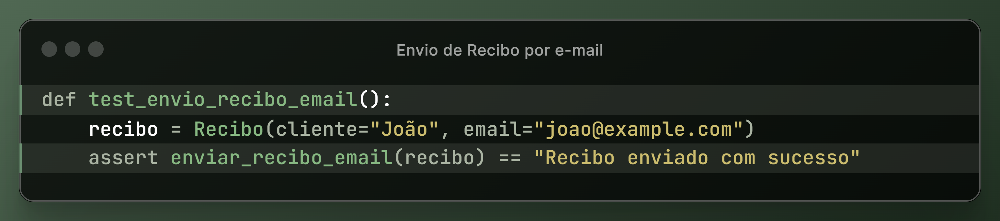 Envio de Recibo por e-mail
def test_envio_recibo_email():
    recibo = Recibo(cliente="João", email="joao@example.com")
    assert enviar_recibo_email(recibo) == "Recibo enviado com sucesso"